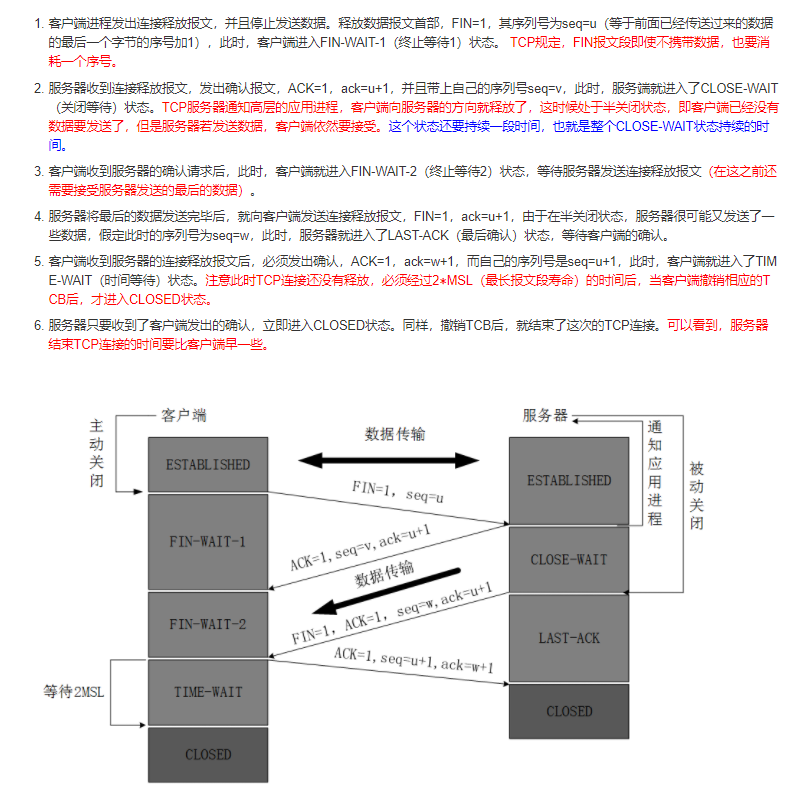 1. 客户端进程发出连接释放报文，并且停止发送数据。释放数据报文首部，FIN=1，其序列号为seq=u（等于前面已经传送过来的数据
的最后一个字节的序号加1），此时，客户端进入FIN-WAIT-1（终止等待1）状态。 TCP规定，FIN报文段即使不携带数据，也要消
耗一个序号。
2. 服务器收到连接释放报文，发出确认报文，ACK=1，ack=u+1，并且带上自己的序列号seq=v，此时，服务端就进入了CLOSE-WAIT
（关闭等待）状态。TCP服务器通知高层的应用进程，客户端向服务器的方向就释放了，这时候处于半关闭状态，即客户端已经没有
数据要发送了，但是服务器若发送数据，客户端依然要接受。这个状态还要持续一段时间，也就是整个CLOSE-WAIT状态持续的时
间。
3. 客户端收到服务器的确认请求后，此时，客户端就进入FIN-WAIT-2（终止等待2）状态，等待服务器发送连接释放报文（在这之前还
需要接受服务器发送的最后的数据）。
4. 服务器将最后的数据发送完毕后，就向客户端发送连接释放报文，FIN=1，ack=u+1，由于在半关闭状态，服务器很可能又发送了一
些数据，假定此时的序列号为seq=w，此时，服务器就进入了LAST-ACK（最后确认）状态，等待客户端的确认。
5. 客户端收到服务器的连接释放报文后，必须发出确认，ACK=1，ack=w+1，而自己的序列号是seq=u+1，此时，客户端就进入了TIM
E-WAIT（时间等待）状态。注意此时TCP连接还没有释放，必须经过2*MSL（最长报文段寿命）的时间后，当客户端撤销相应的T
CB后，才进入CLOSED状态。
6. 服务器只要收到了客户端发出的确认，立即进入CLOSED状态。同样，撤销TCB后，就结束了这次的TCP连接。可以看到，服务器
结束TCP连接的时间要比客户端早一些。
客户端
服务器
主动关闭
数据传输
通知应用进程
被动关闭
ESTABLISHED
ESTABLISHED
FIN=1, seq=u
FIN-WAIT-1
ACK=1,seq=v,ack=u+1
CLOSE-WAIT
数据传输
FIN-WAIT-2
FIN=1, ACK=1, seq=w,ack=u+1
LAST-ACK
ACK=1,seq=u+1,ack=w+1
等待2MSL
TIME-WAIT
CLOSED
CLOSED